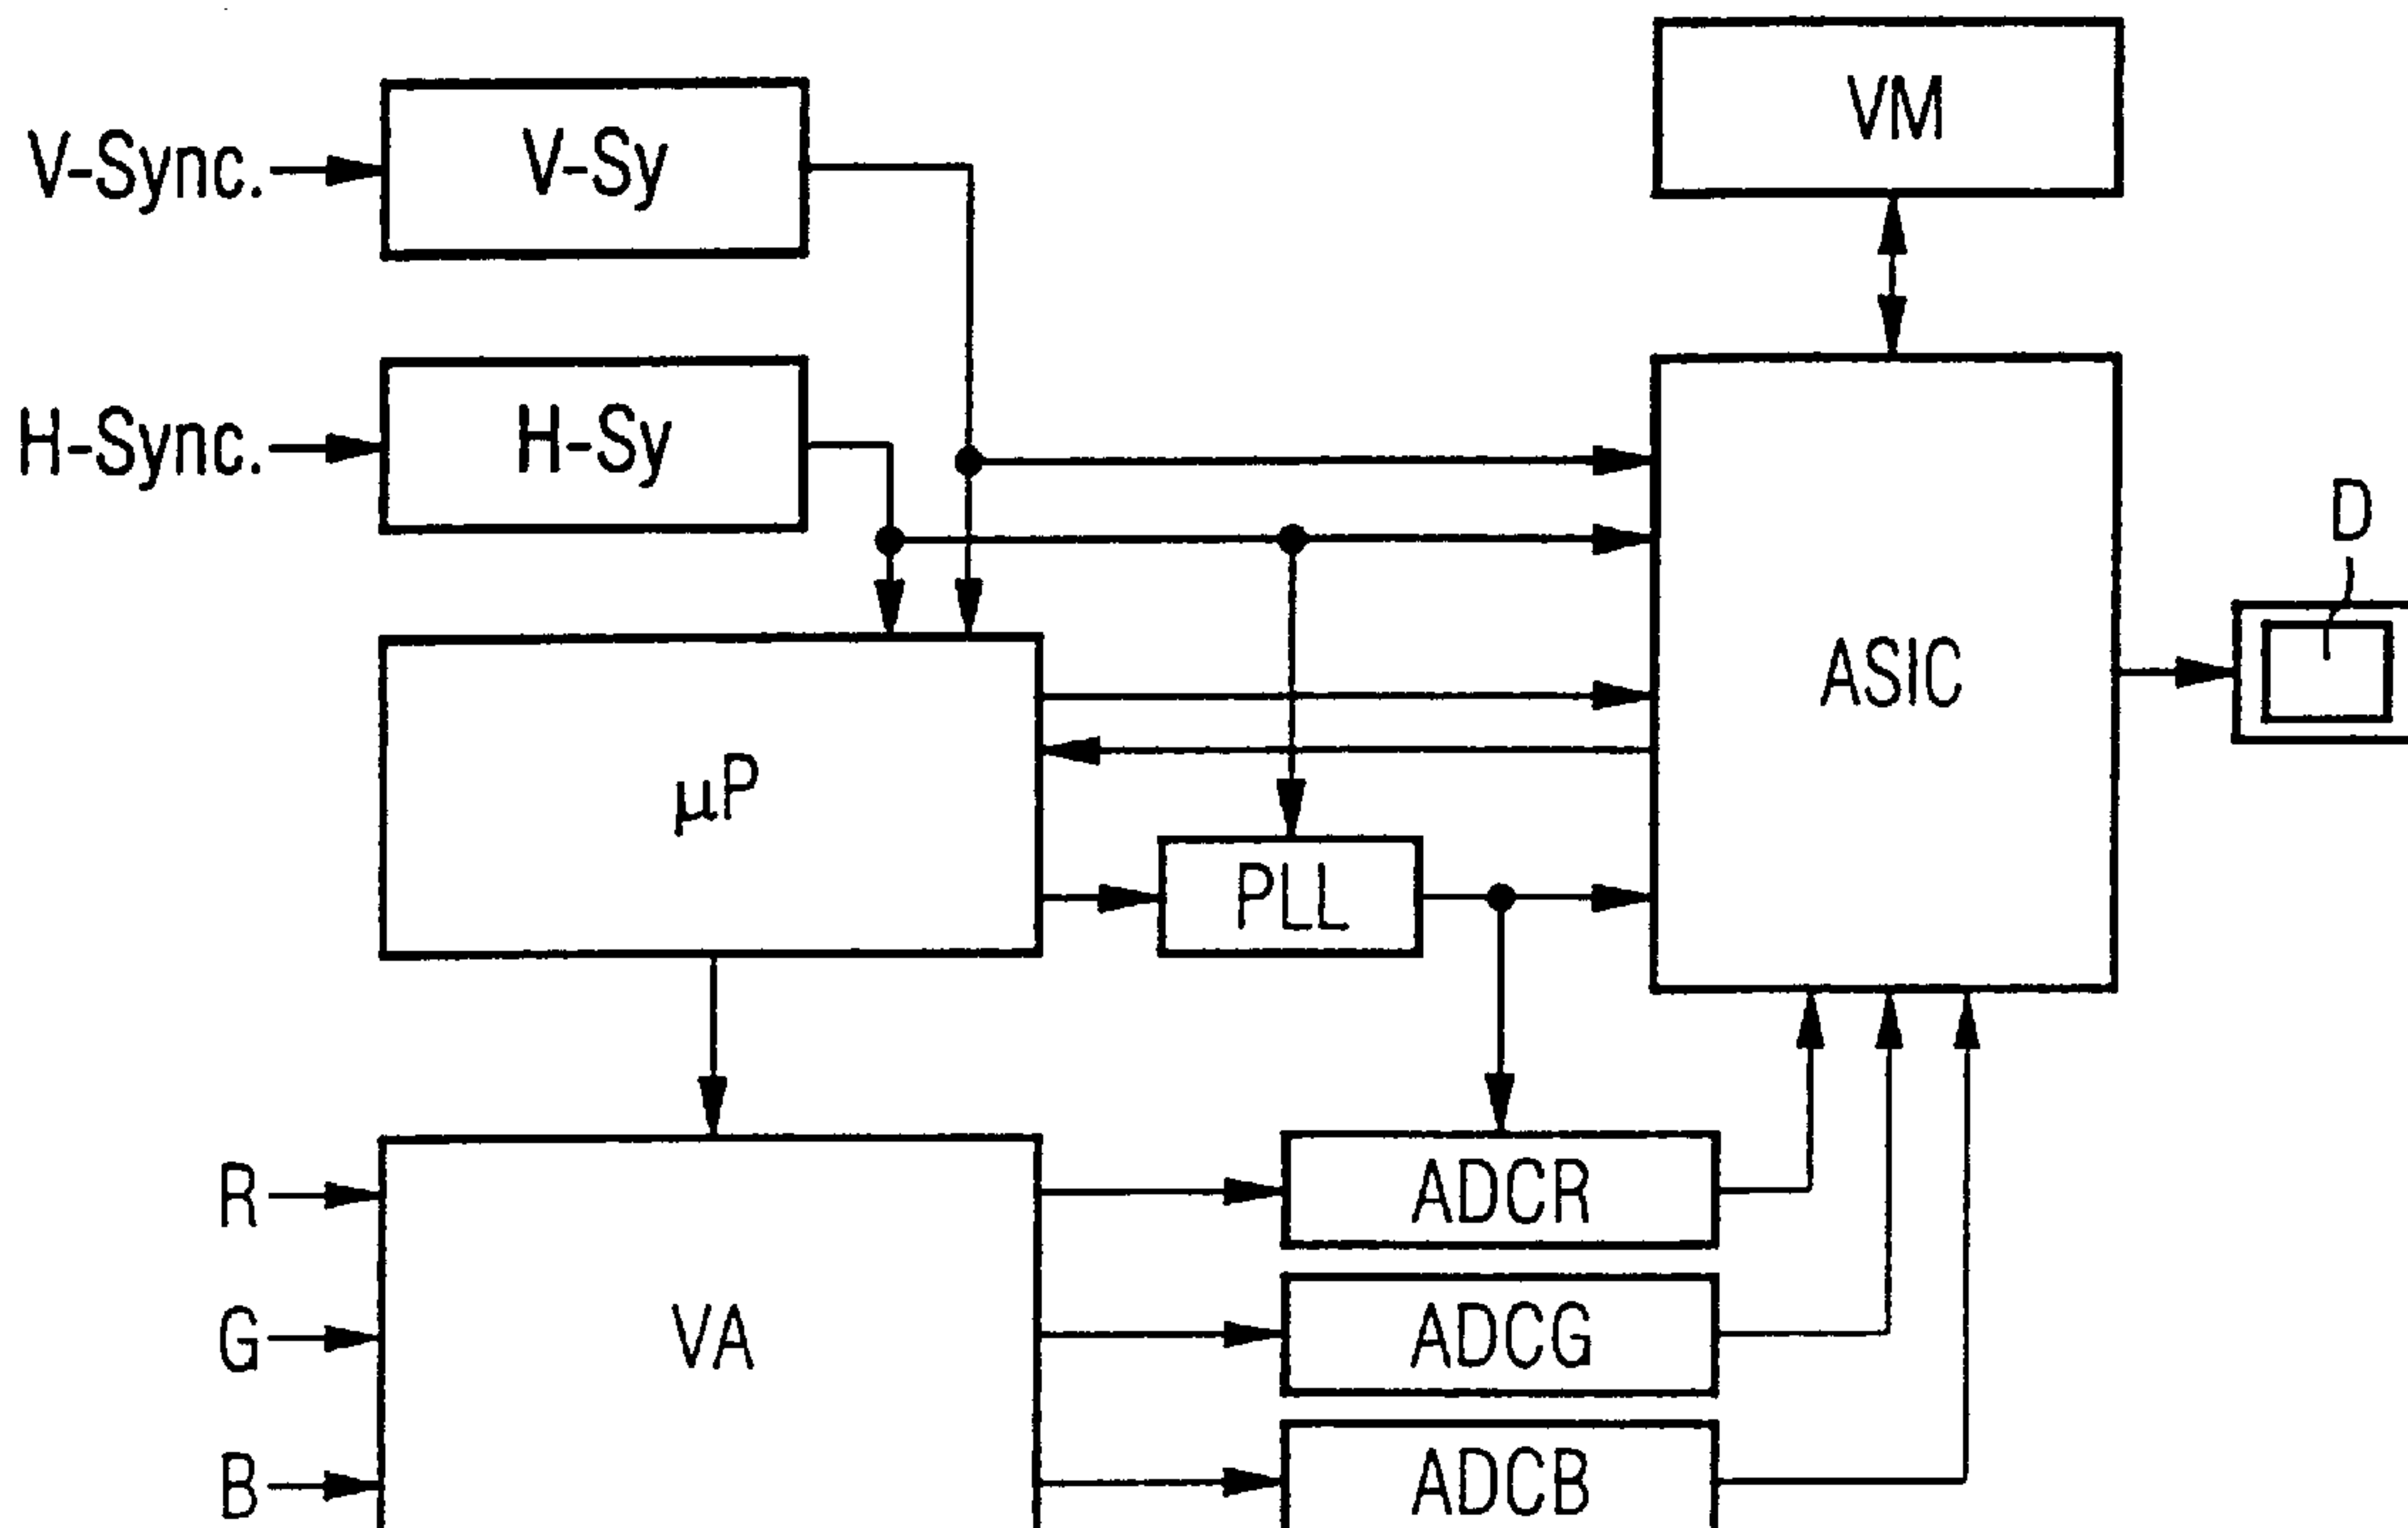 VM
V-Sync.
V-Sy
H-Sync.
H-Sy
D
ASIC
µP
PLL
R
ADCR
G
VA
ADCG
B
ADCB